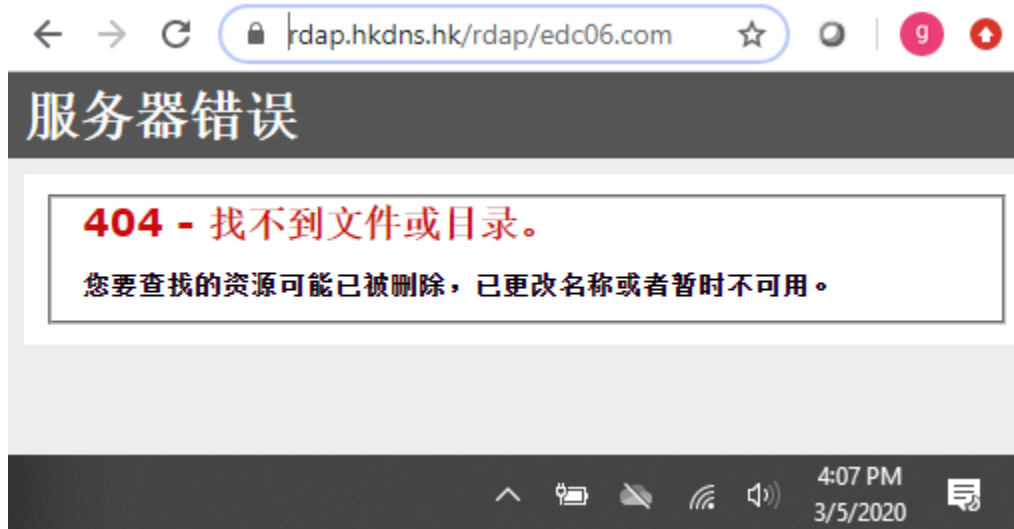 rdap.hkdns.hk/rdap/edc06.com
g
服务器错误
404 - 找不到文件或目录。
您要查找的资源可能已被删除，已更改名称或者暂时不可用。
4:07 PM
3/5/2020